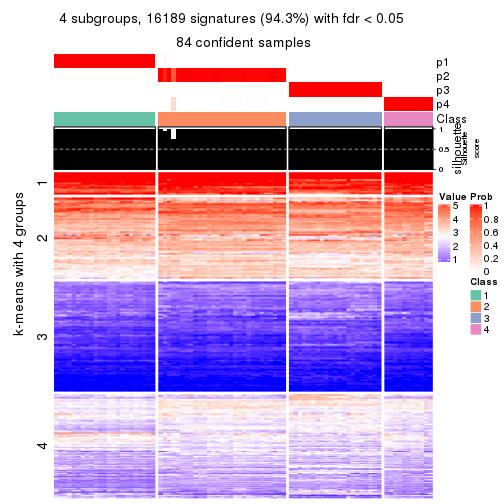 4 subgroups, 16189 signatures (94.3%) with fdr < 0.05
84 confident samples
p1
p2
p3
p4
Class
1
0.5
0
silhouette
Silhouette
score
k-means with 4 groups
1
2
3
4
Value
5
4
3
2
1
Prob
1
0.8
0.6
0.4
0.2
0
Class
1
2
3
4